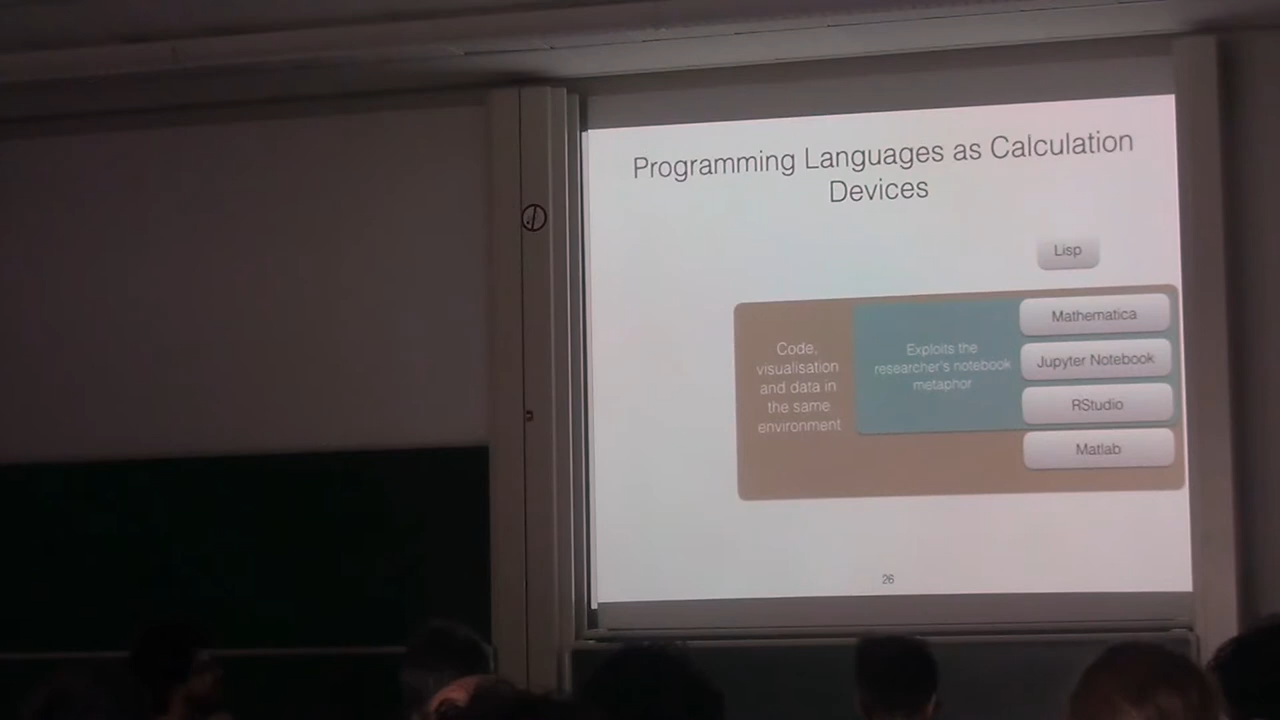 Programming Languages as Calculation
Devices
Lisp
Code,
visualisation
and data in
the same
environment
Exploits the
researcher's notebook
metaphor
Mathematica
Jupyter Notebook
RStudio
Matlab
26